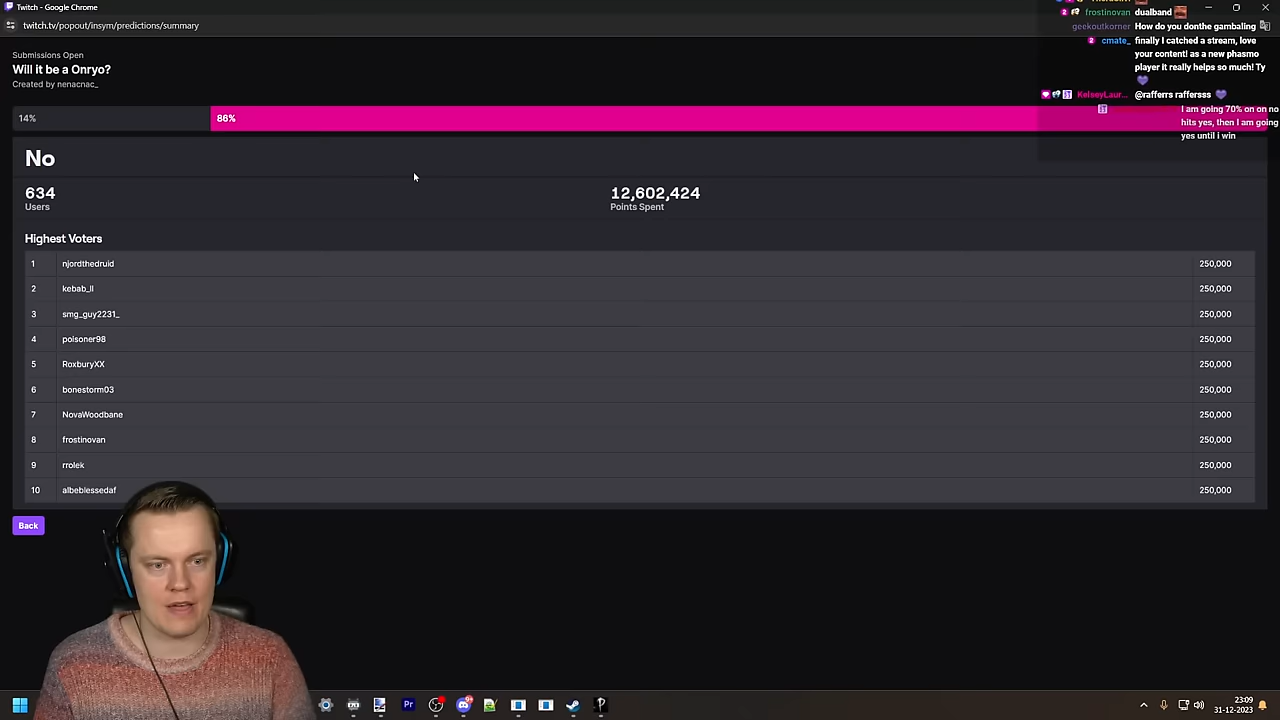 Twitch - Google Chrome
twitch.tv/popout/insym/predictions/summary
Submissions Open
Will it be a Onryo?
Created by nenacnac_
14%
86%
No
634
Users
12,602,424
Points Spent
Highest Voters
1 njordthedruid 250,000
2 kebab_ll 250,000
3 smg_guy2231_ 250,000
4 poisoner98 250,000
5 RoxburyXX 250,000
6 bonestorm03 250,000
7 NovaWoodbane 250,000
8 frostinovan 250,000
9 rrolek 250,000
10 albeblessedaf 250,000
Back
frostinovan dualband
geekoutkorner How do you donthe gambaling
cmate_ finally I catched a stream, love
your content! as a new phasmo
player it really helps so much! Ty
KelseyLaur... @rafferrs raffersss
I am going 70% on on no
hits yes, then I am going
yes until i win
23:09
31-12-2023